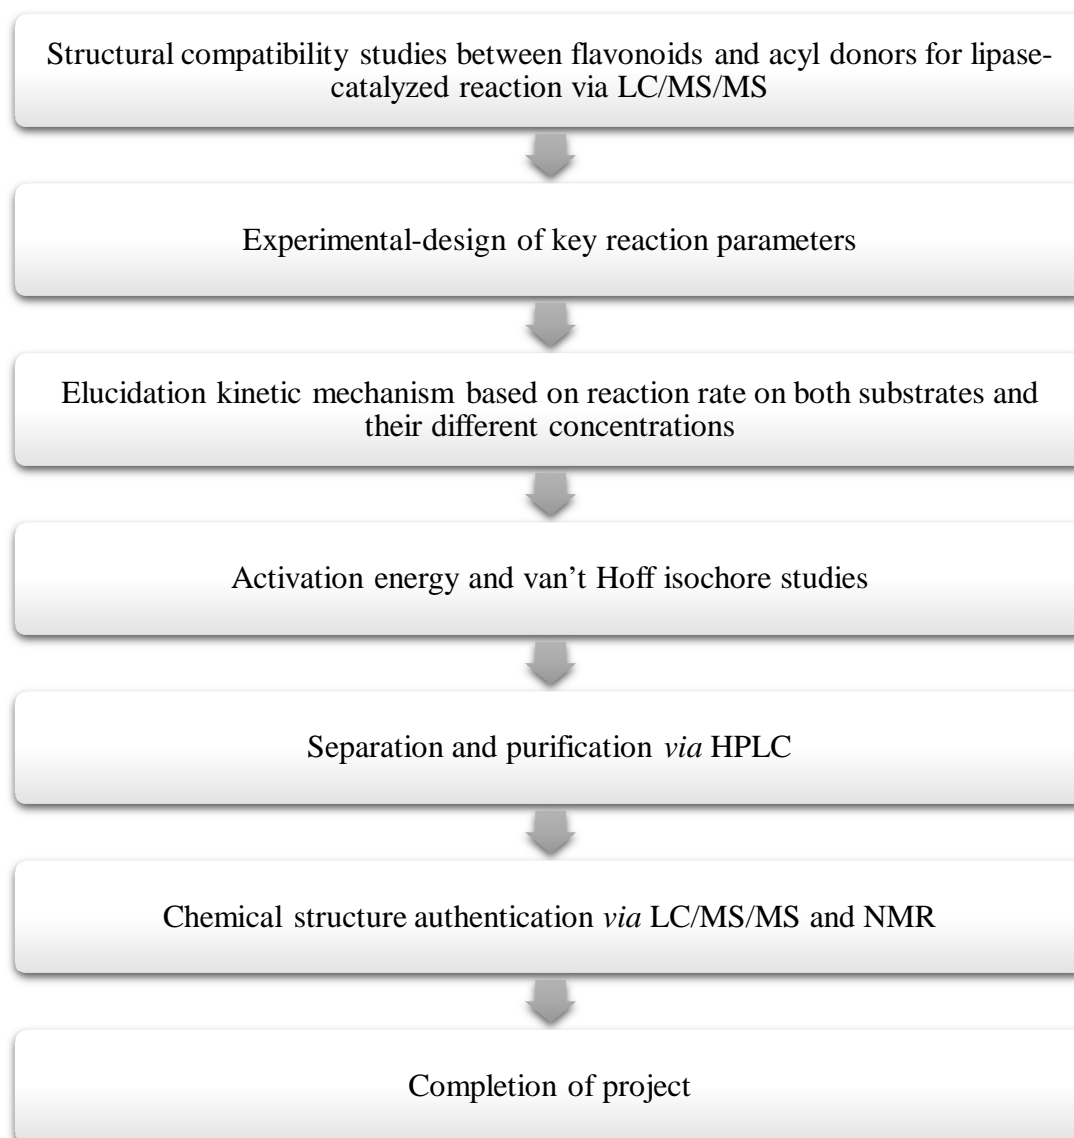 Structural compatibility studies between flavonoids and acyl donors for lipase-
catalyzed reaction via LC/MS/MS
Experimental-design of key reaction parameters
Elucidation kinetic mechanism based on reaction rate on both substrates and
their different concentrations
Activation energy and van’t Hoff isochore studies
Separation and purification via HPLC
Chemical structure authentication via LC/MS/MS and NMR
Completion of project